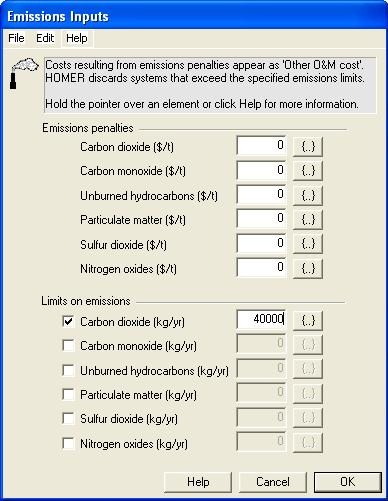 Emissions Inputs
File Edit Help
Costs resulting from emissions penalties appear as 'Other O&M cost'.
HOMER discards systems that exceed the specified emissions limits.
Hold the pointer over an element or click Help for more information.
Emissions penalties
Carbon dioxide ($/t) 0 {..}
Carbon monoxide ($/t) 0 {..}
Unburned hydrocarbons ($/t) 0 {..}
Particulate matter ($/t) 0 {..}
Sulfur dioxide ($/t) 0 {..}
Nitrogen oxides ($/t) 0 {..}
Limits on emissions
Carbon dioxide (kg/yr) 40000 {..}
Carbon monoxide (kg/yr) 0 {..}
Unburned hydrocarbons (kg/yr) 0 {..}
Particulate matter (kg/yr) 0 {..}
Sulfur dioxide (kg/yr) 0 {..}
Nitrogen oxides (kg/yr) 0 {..}
Help Cancel OK